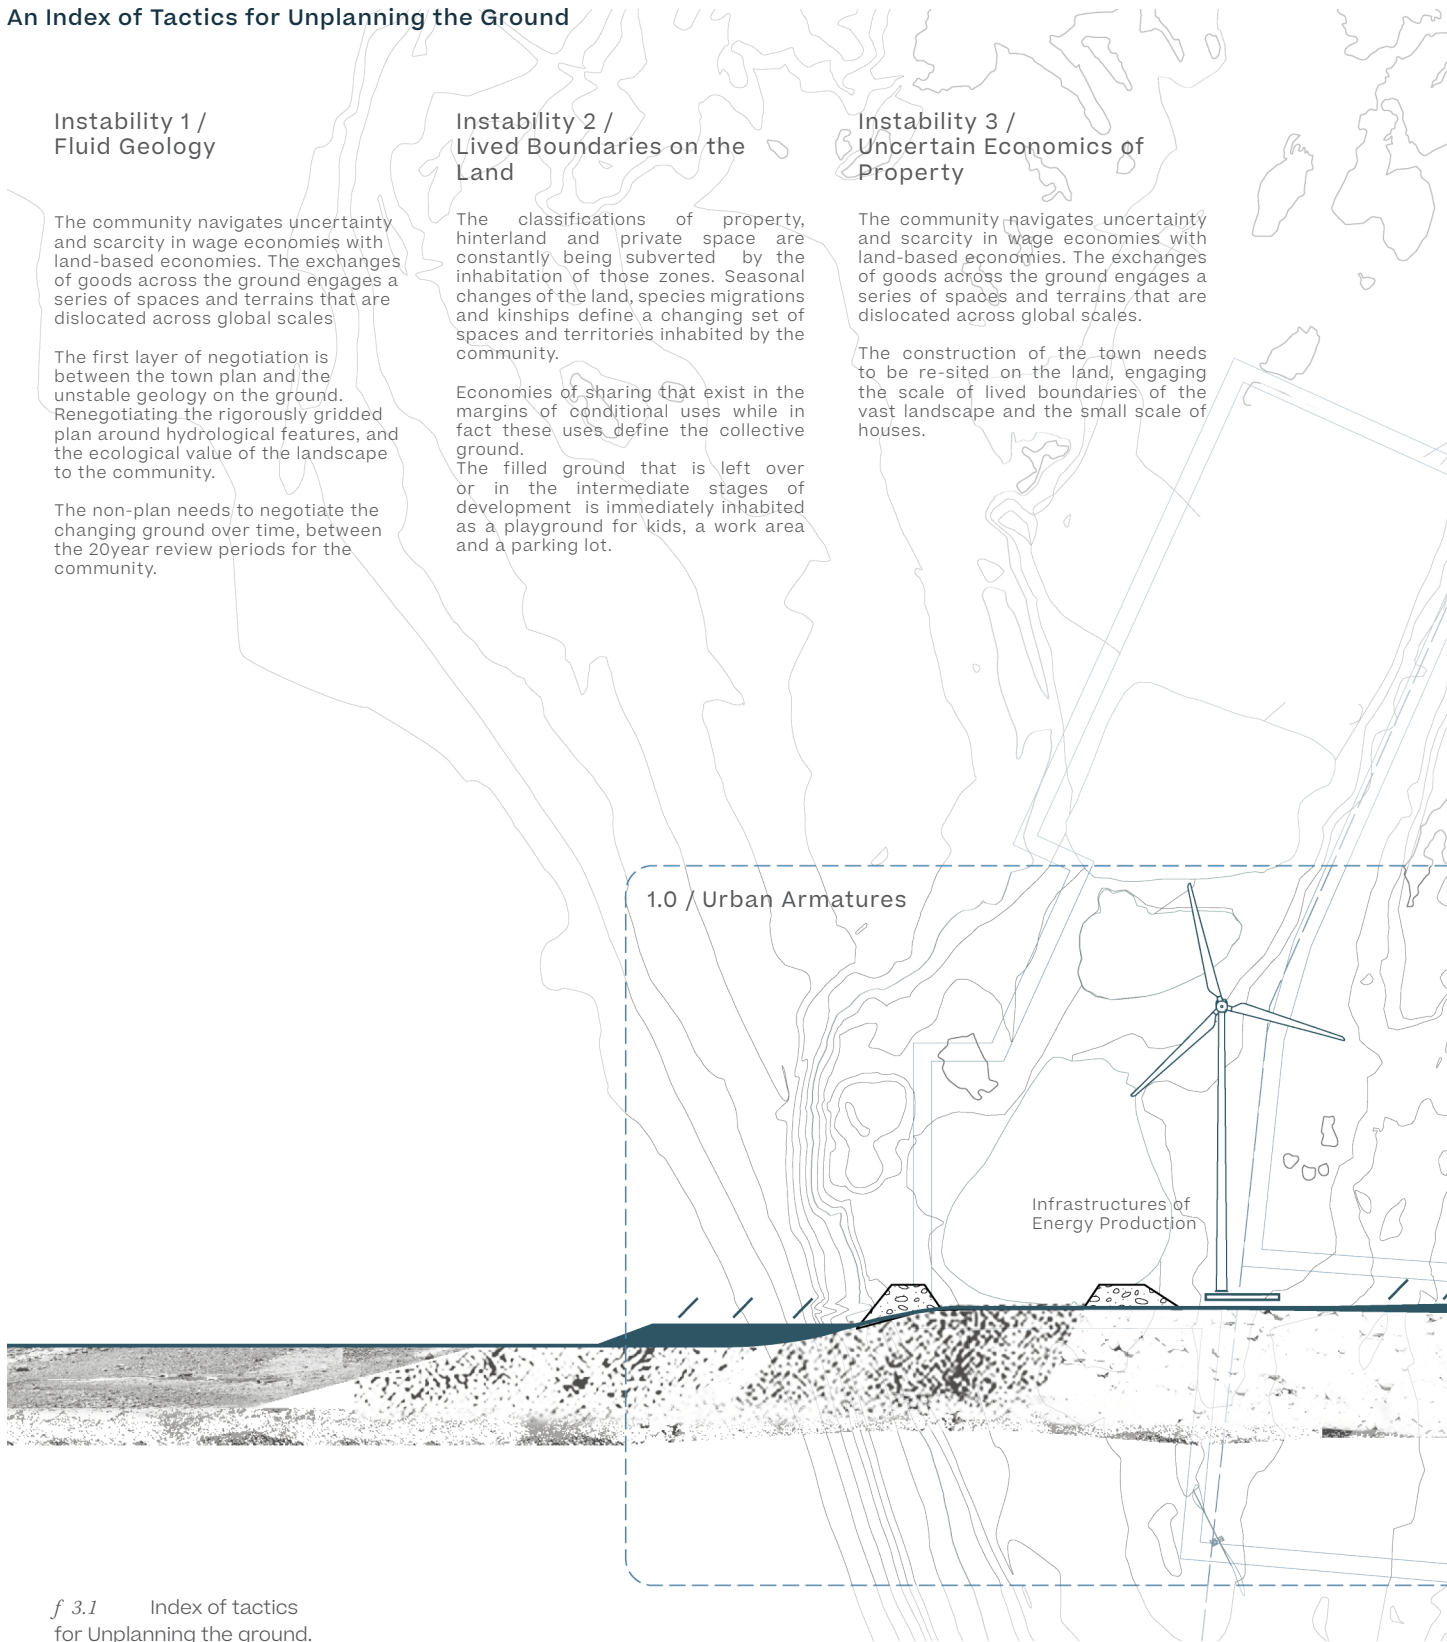 An Index of Tactics for Unplanning the Ground
Instability 1 /
Fluid Geology
The community navigates uncertainty
and scarcity in wage economies with
land-based economies. The exchanges
of goods across the ground engages a
series of spaces and terrains that are
dislocated across global scales
The first layer of negotiation is
between the town plan and the
unstable geology on the ground.
Renegotiating the rigorously gridded
plan around hydrological features, and
the ecological value of the landscape
to the community.
The non-plan needs to negotiate the
changing ground over time, between
the 20year review periods for the
community.
Instability 2 /
Lived Boundaries on the
Land
The classifications of property,
hinterland and private space are
constantly being subverted by the
inhabitation of those zones. Seasonal
changes of the land, species migrations
and kinships define a changing set of
spaces and territories inhabited by the
community.
Economies of sharing that exist in the
margins of conditional uses while in
fact these uses define the collective
ground.
The filled ground that is left over
or in the intermediate stages of
development is immediately inhabited
as a playground for kids, a work area
and a parking lot.
Instability 3 /
Uncertain Economics of
Property
The community navigates uncertainty
and scarcity in wage economies with
land-based economies. The exchanges
of goods across the ground engages a
series of spaces and terrains that are
dislocated across global scales.
The construction of the town needs
to be re-sited on the land, engaging
the scale of lived boundaries of the
vast landscape and the small scale of
houses.
1.0 / Urban Armatures
Infrastructures of
Energy Production
f 3.1 Index of tactics
for Unplanning the ground.